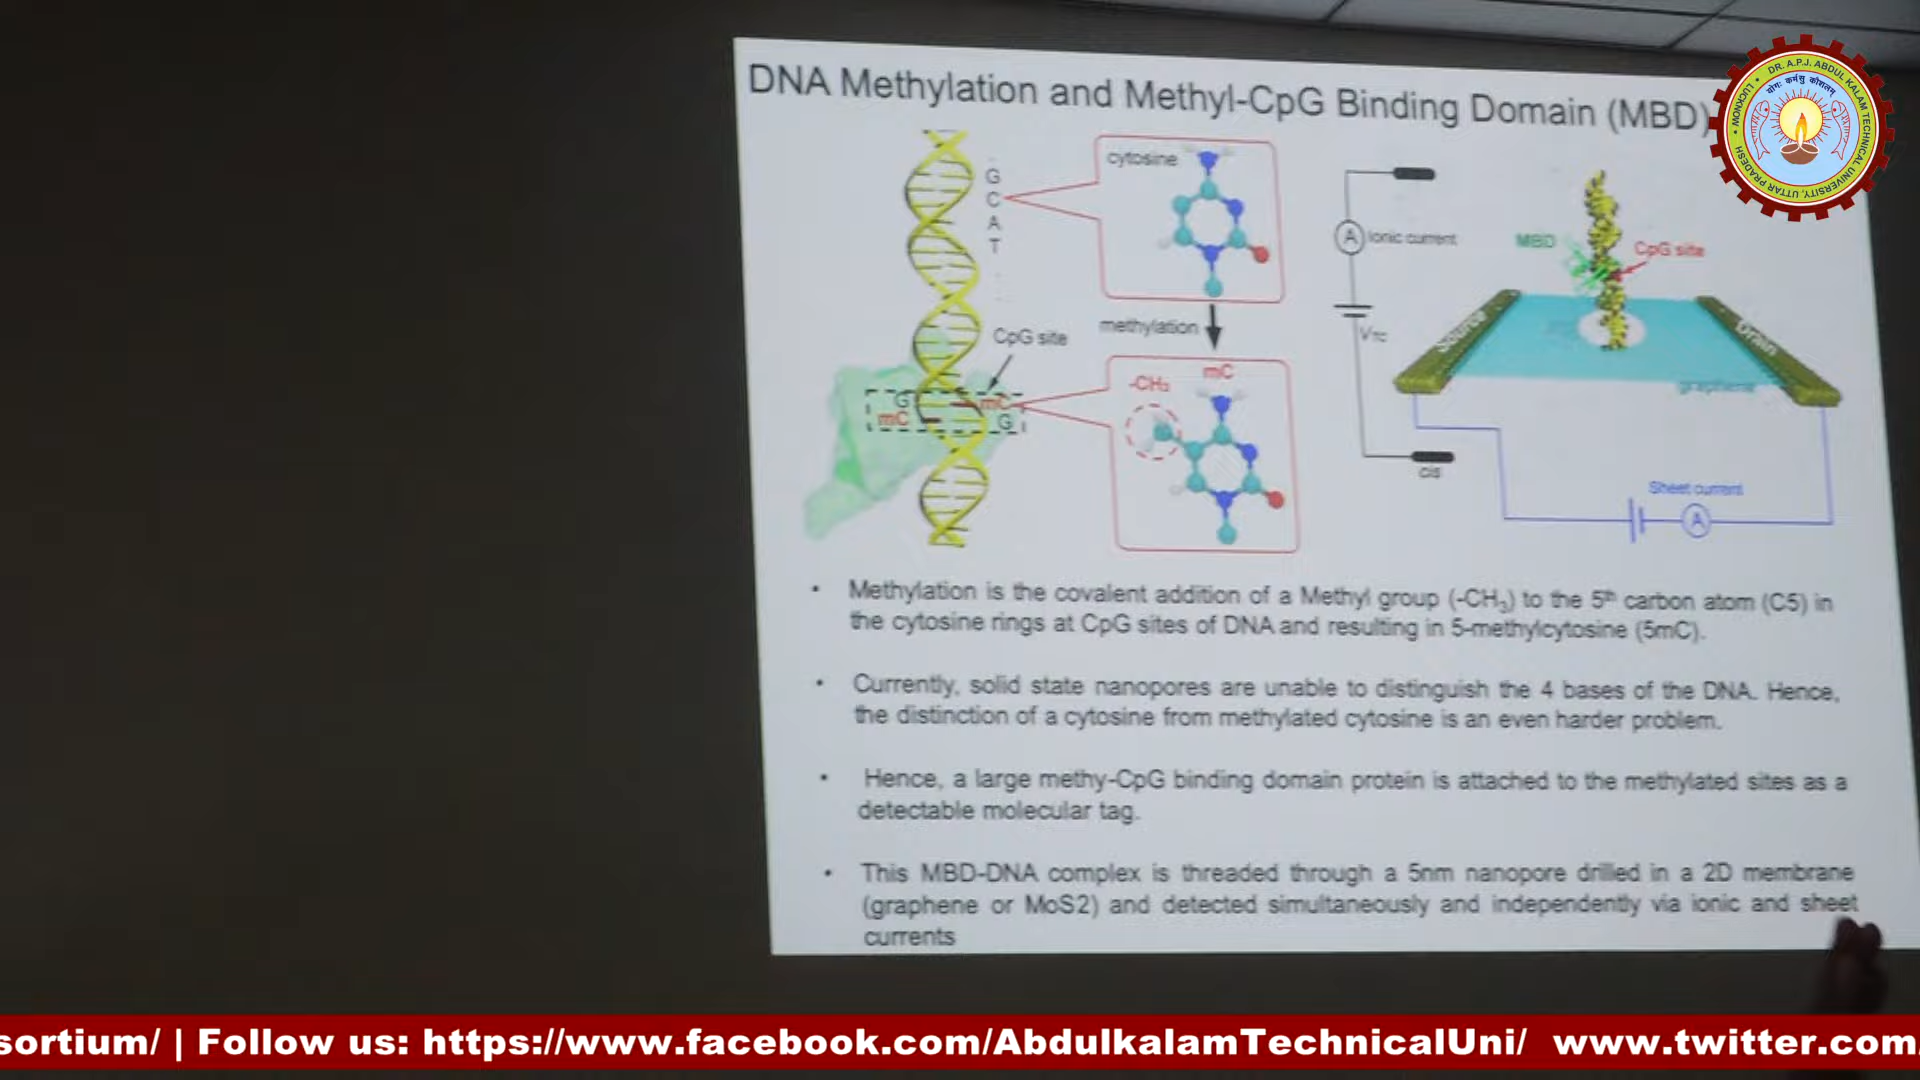 DNA Methylation and Methyl-CpG Binding Domain (MBD)
DR. A.P.J. ABDUL KALAM TECHNICAL UNIVERSITY, UTTAR PRADESH • LUCKNOW •
योगः कर्मसु कौशलम्
G
C
A
T
cytosine
methylation
CpG site
G
mC
mC
G
-CH₃
mC
A
Ionic current
VTC
cis
MBD
CpG site
Source
Drain
graphene
Sheet current
A
• Methylation is the covalent addition of a Methyl group (-CH₃) to the 5ᵗʰ carbon atom (C5) in
the cytosine rings at CpG sites of DNA and resulting in 5-methylcytosine (5mC).
• Currently, solid state nanopores are unable to distinguish the 4 bases of the DNA. Hence,
the distinction of a cytosine from methylated cytosine is an even harder problem.
• Hence, a large methy-CpG binding domain protein is attached to the methylated sites as a
detectable molecular tag.
• This MBD-DNA complex is threaded through a 5nm nanopore drilled in a 2D membrane
(graphene or MoS2) and detected simultaneously and independently via ionic and sheet
currents
sortium/ | Follow us: https://www.facebook.com/AbdulkalamTechnicalUni/ www.twitter.com/